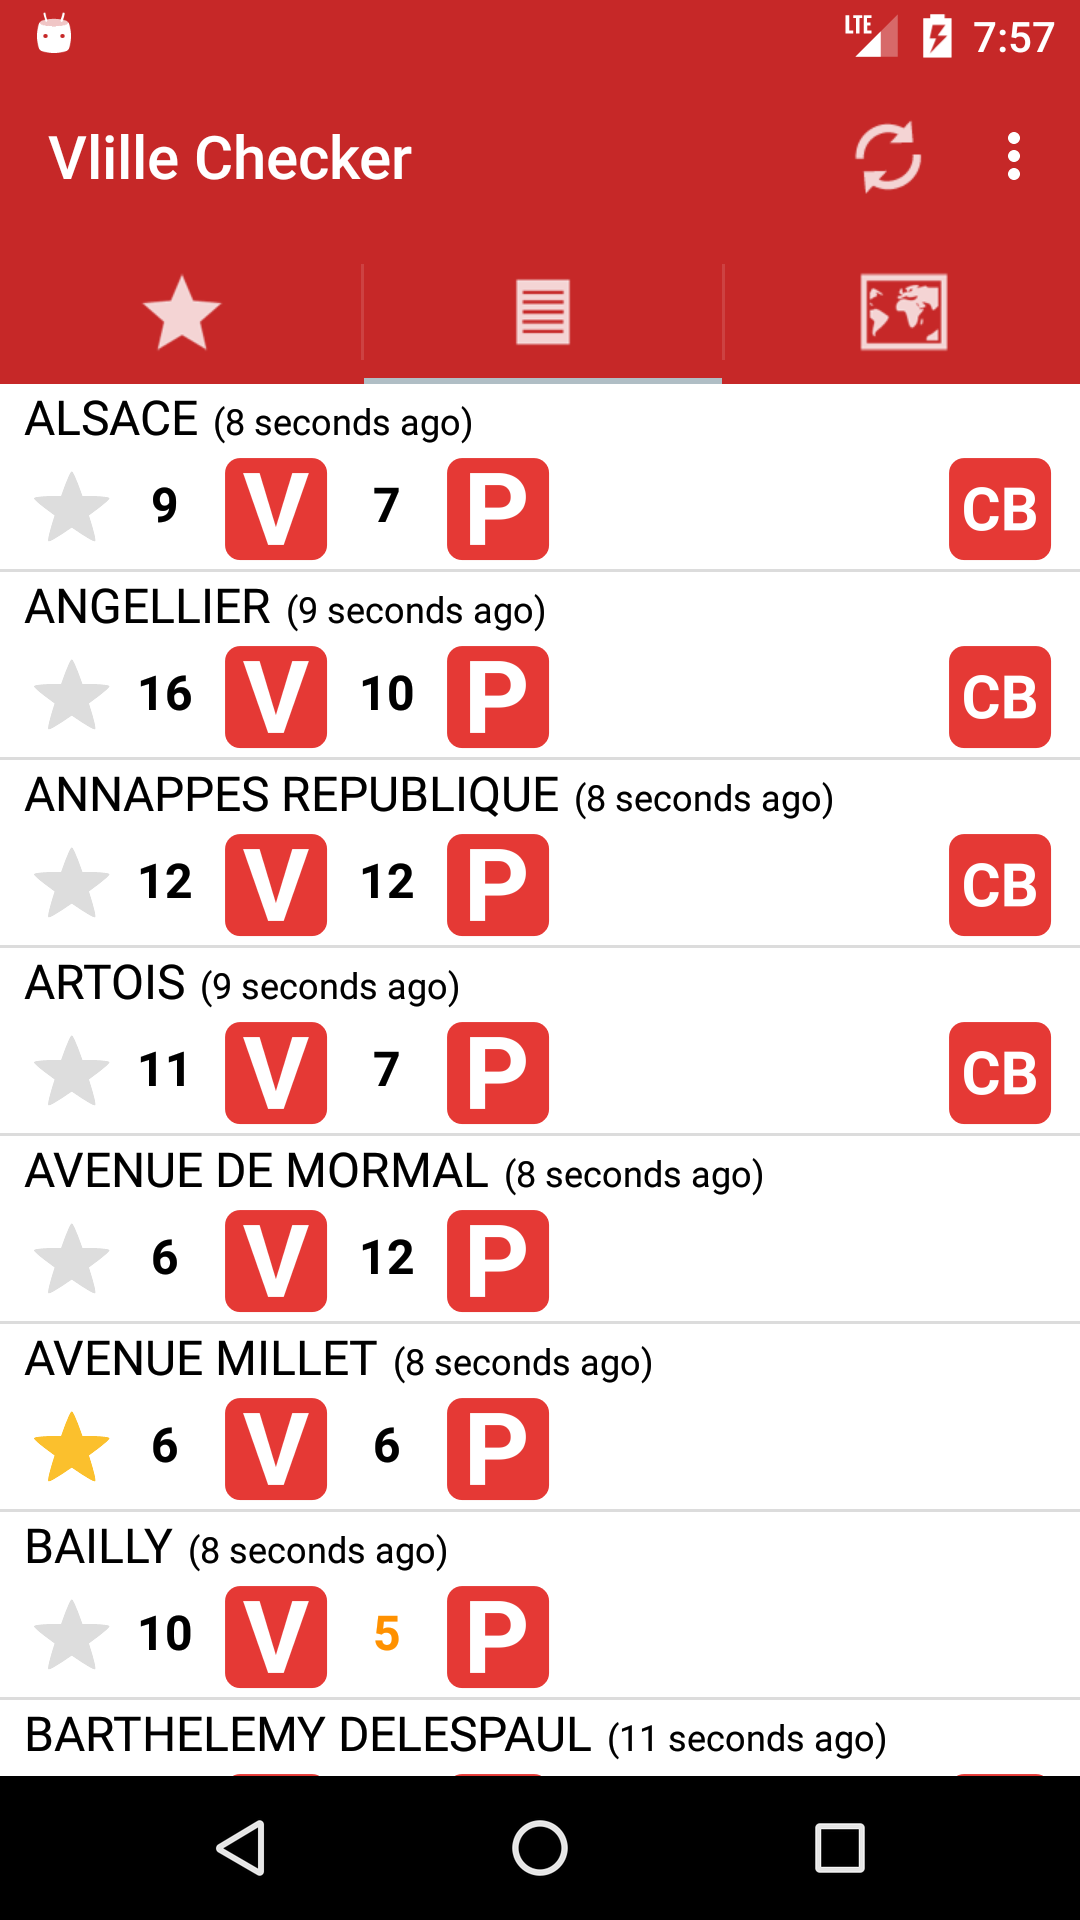 LTE 7:57
Vlille Checker
ALSACE (8 seconds ago)
9 V 7 P CB
ANGELLIER (9 seconds ago)
16 V 10 P CB
ANNAPPES REPUBLIQUE (8 seconds ago)
12 V 12 P CB
ARTOIS (9 seconds ago)
11 V 7 P CB
AVENUE DE MORMAL (8 seconds ago)
6 V 12 P
AVENUE MILLET (8 seconds ago)
6 V 6 P
BAILLY (8 seconds ago)
10 V 5 P
BARTHELEMY DELESPAUL (11 seconds ago)